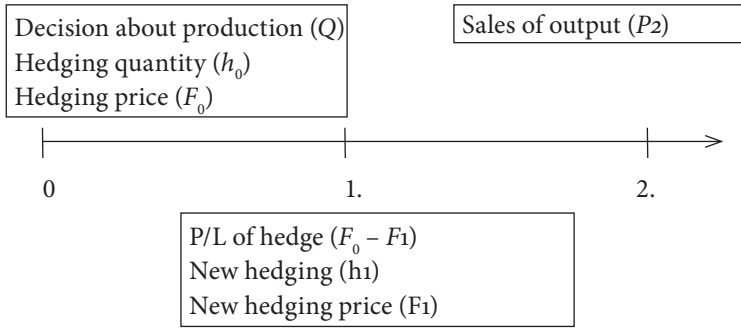 Decision about production (Q)
Hedging quantity (h₀)
Hedging price (F₀)
Sales of output (P2)
0
1.
2.
P/L of hedge (F₀ – F1)
New hedging (h1)
New hedging price (F1)